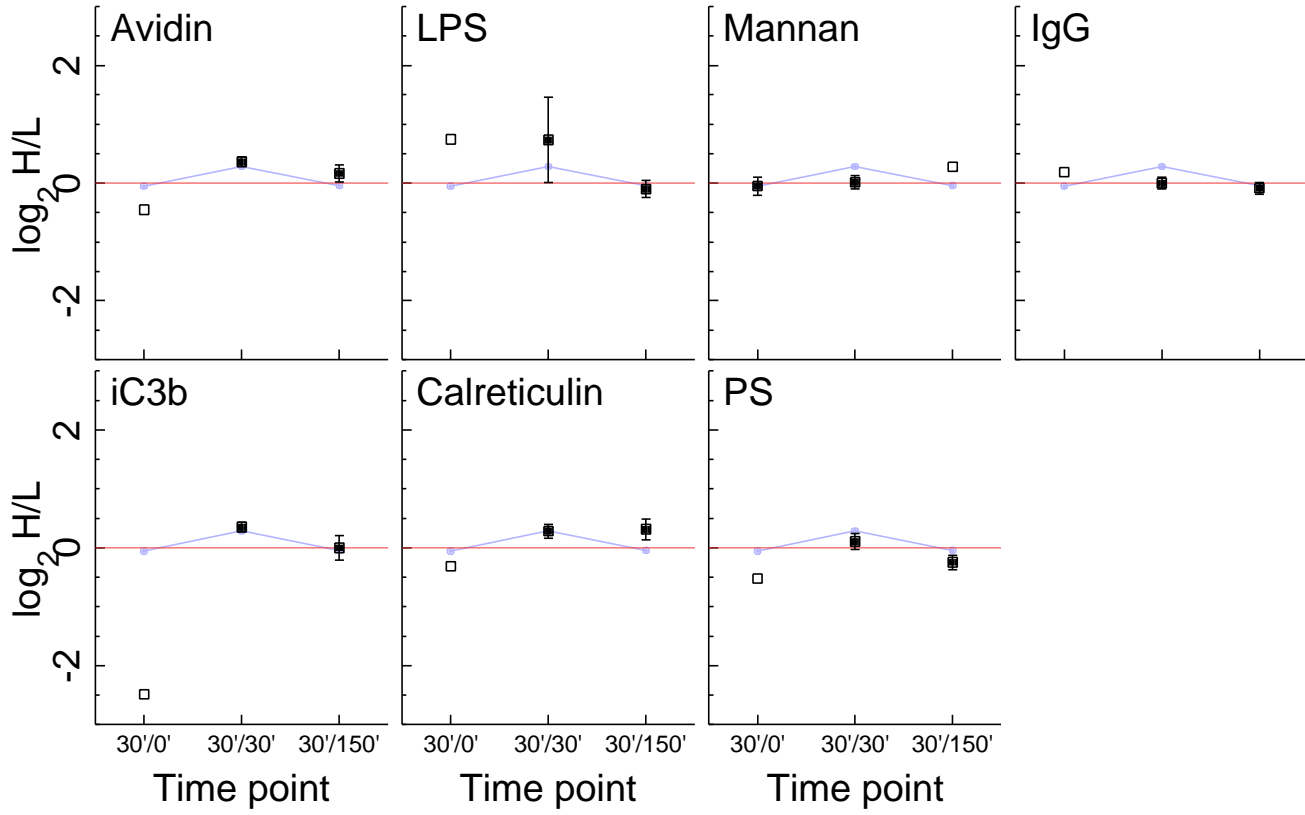 Avidin
LPS
Mannan
IgG
2
0
-2
log2 H/L
iC3b
Calreticulin
PS
2
0
-2
log2 H/L
30'/0' 30'/30' 30'/150'
30'/0' 30'/30' 30'/150'
30'/0' 30'/30' 30'/150'
Time point
Time point
Time point